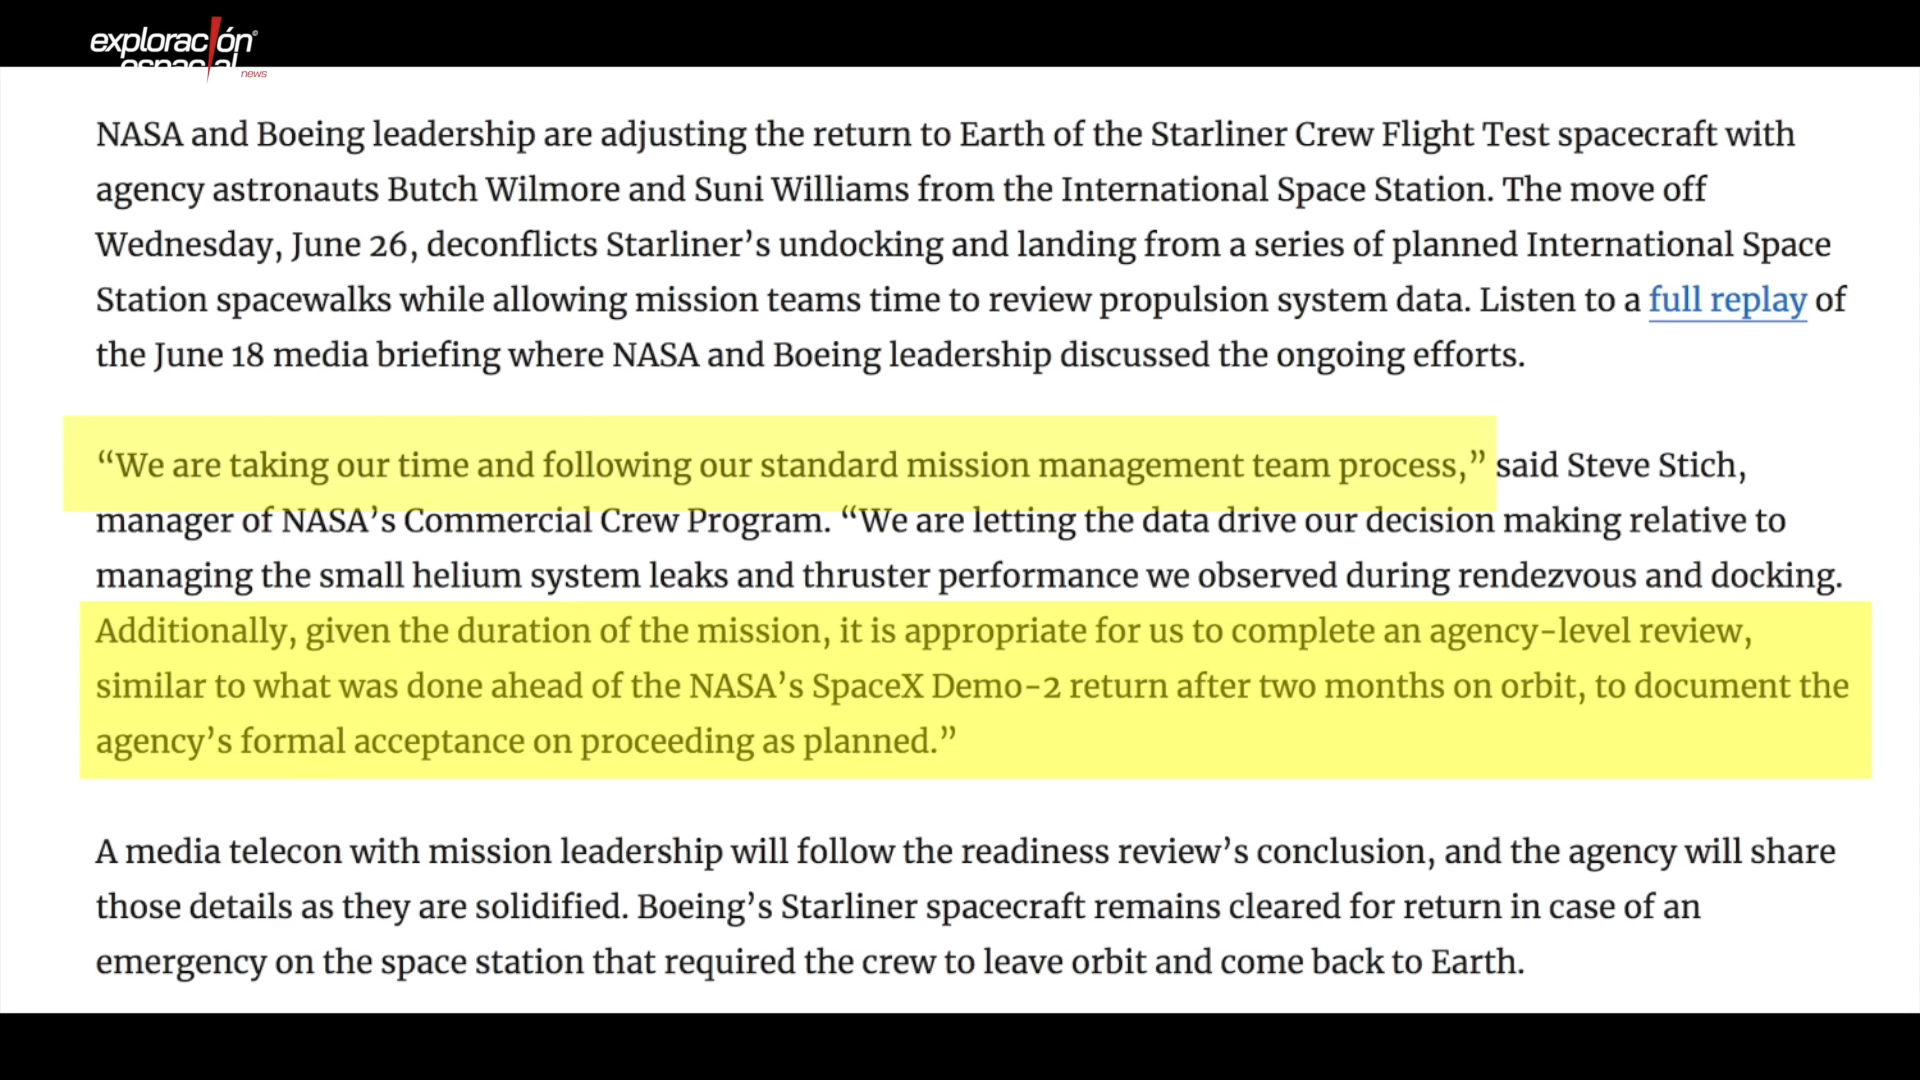 exploración
espacial
news
NASA and Boeing leadership are adjusting the return to Earth of the Starliner Crew Flight Test spacecraft with
agency astronauts Butch Wilmore and Suni Williams from the International Space Station. The move off
Wednesday, June 26, deconflicts Starliner’s undocking and landing from a series of planned International Space
Station spacewalks while allowing mission teams time to review propulsion system data. Listen to a full replay of
the June 18 media briefing where NASA and Boeing leadership discussed the ongoing efforts.
“We are taking our time and following our standard mission management team process,” said Steve Stich,
manager of NASA’s Commercial Crew Program. “We are letting the data drive our decision making relative to
managing the small helium system leaks and thruster performance we observed during rendezvous and docking.
Additionally, given the duration of the mission, it is appropriate for us to complete an agency-level review,
similar to what was done ahead of the NASA’s SpaceX Demo-2 return after two months on orbit, to document the
agency’s formal acceptance on proceeding as planned.”
A media telecon with mission leadership will follow the readiness review’s conclusion, and the agency will share
those details as they are solidified. Boeing’s Starliner spacecraft remains cleared for return in case of an
emergency on the space station that required the crew to leave orbit and come back to Earth.